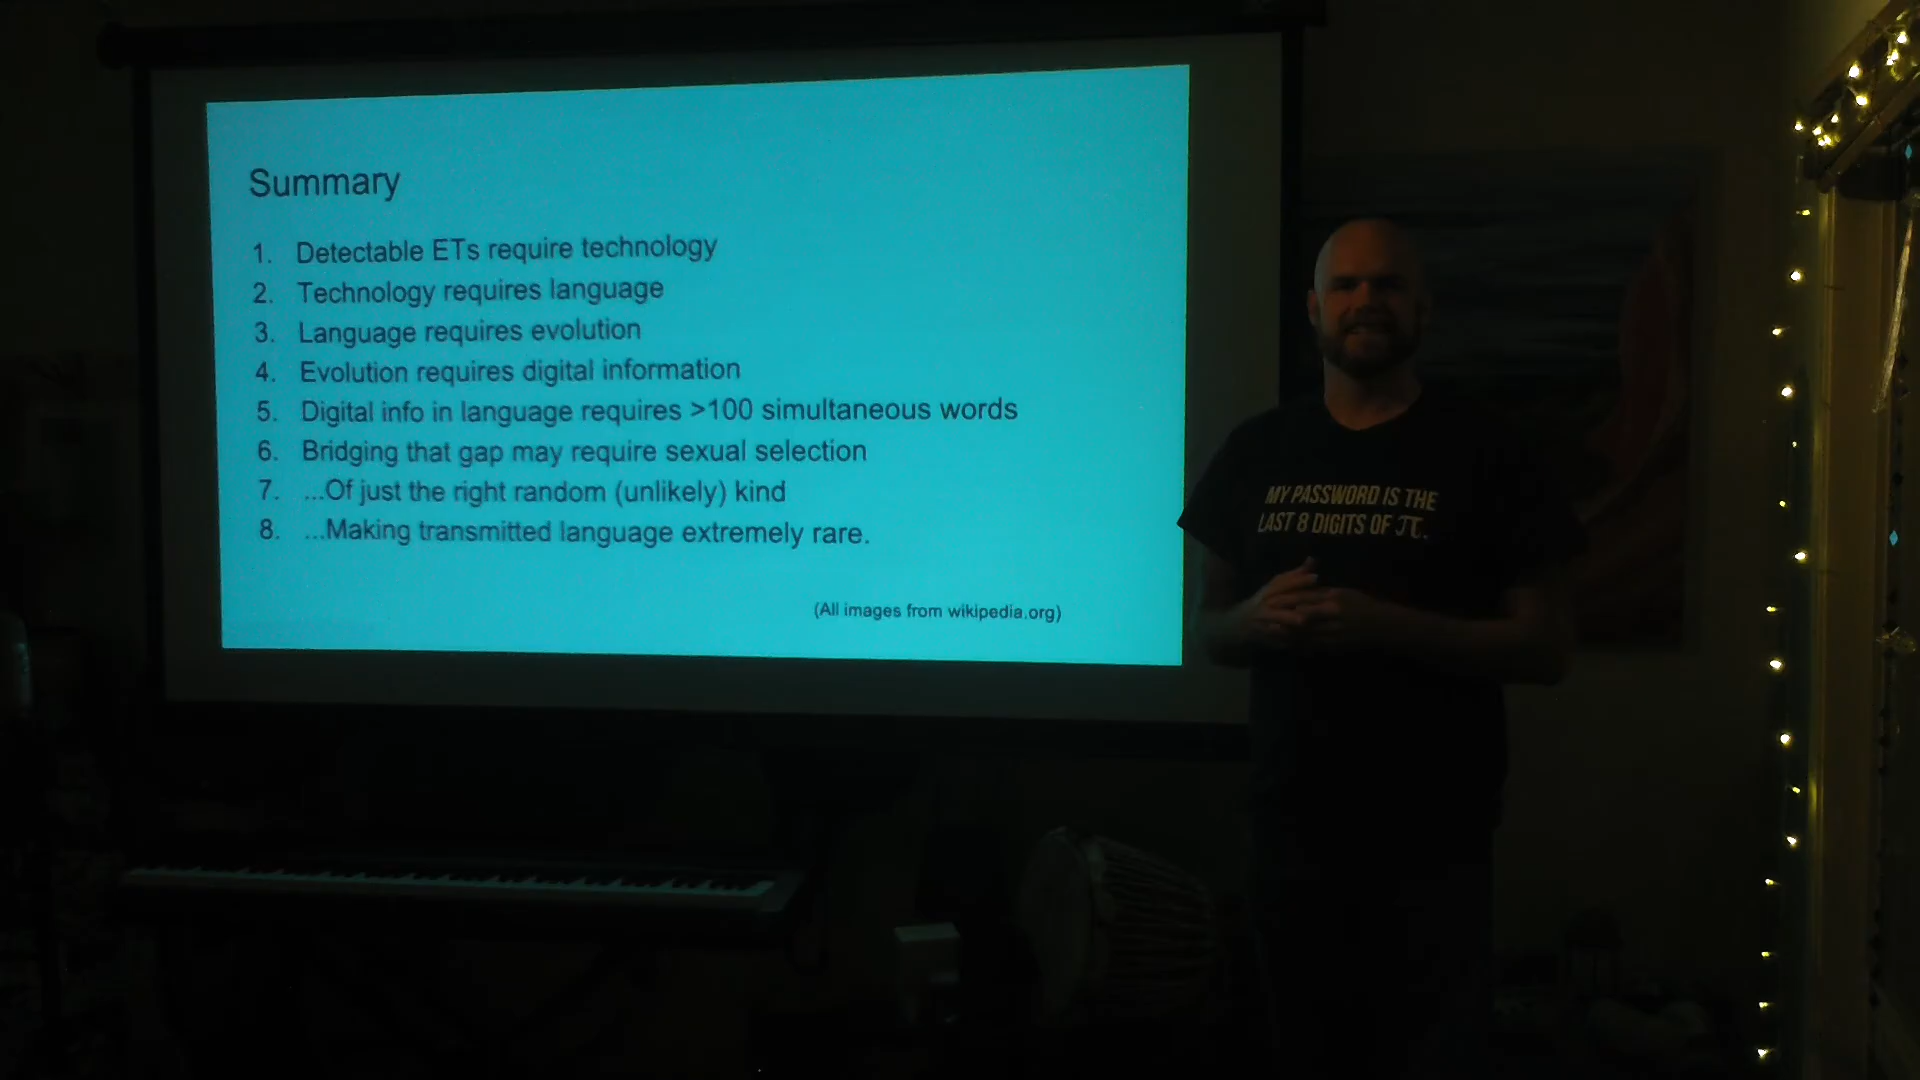 Summary
1. Detectable ETs require technology
2. Technology requires language
3. Language requires evolution
4. Evolution requires digital information
5. Digital info in language requires >100 simultaneous words
6. Bridging that gap may require sexual selection
7. ...Of just the right random (unlikely) kind
8. ...Making transmitted language extremely rare.
(All images from wikipedia.org)
MY PASSWORD IS THE
LAST 8 DIGITS OF π.